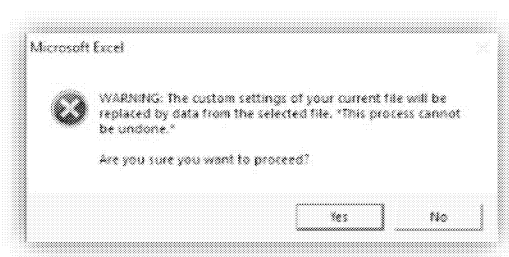 Microsoft Excel
WARNING: The custom settings of your current file will be
replaced by data from the selected file. *This process cannot
be undone.*
Are you sure you want to proceed?
Yes
No